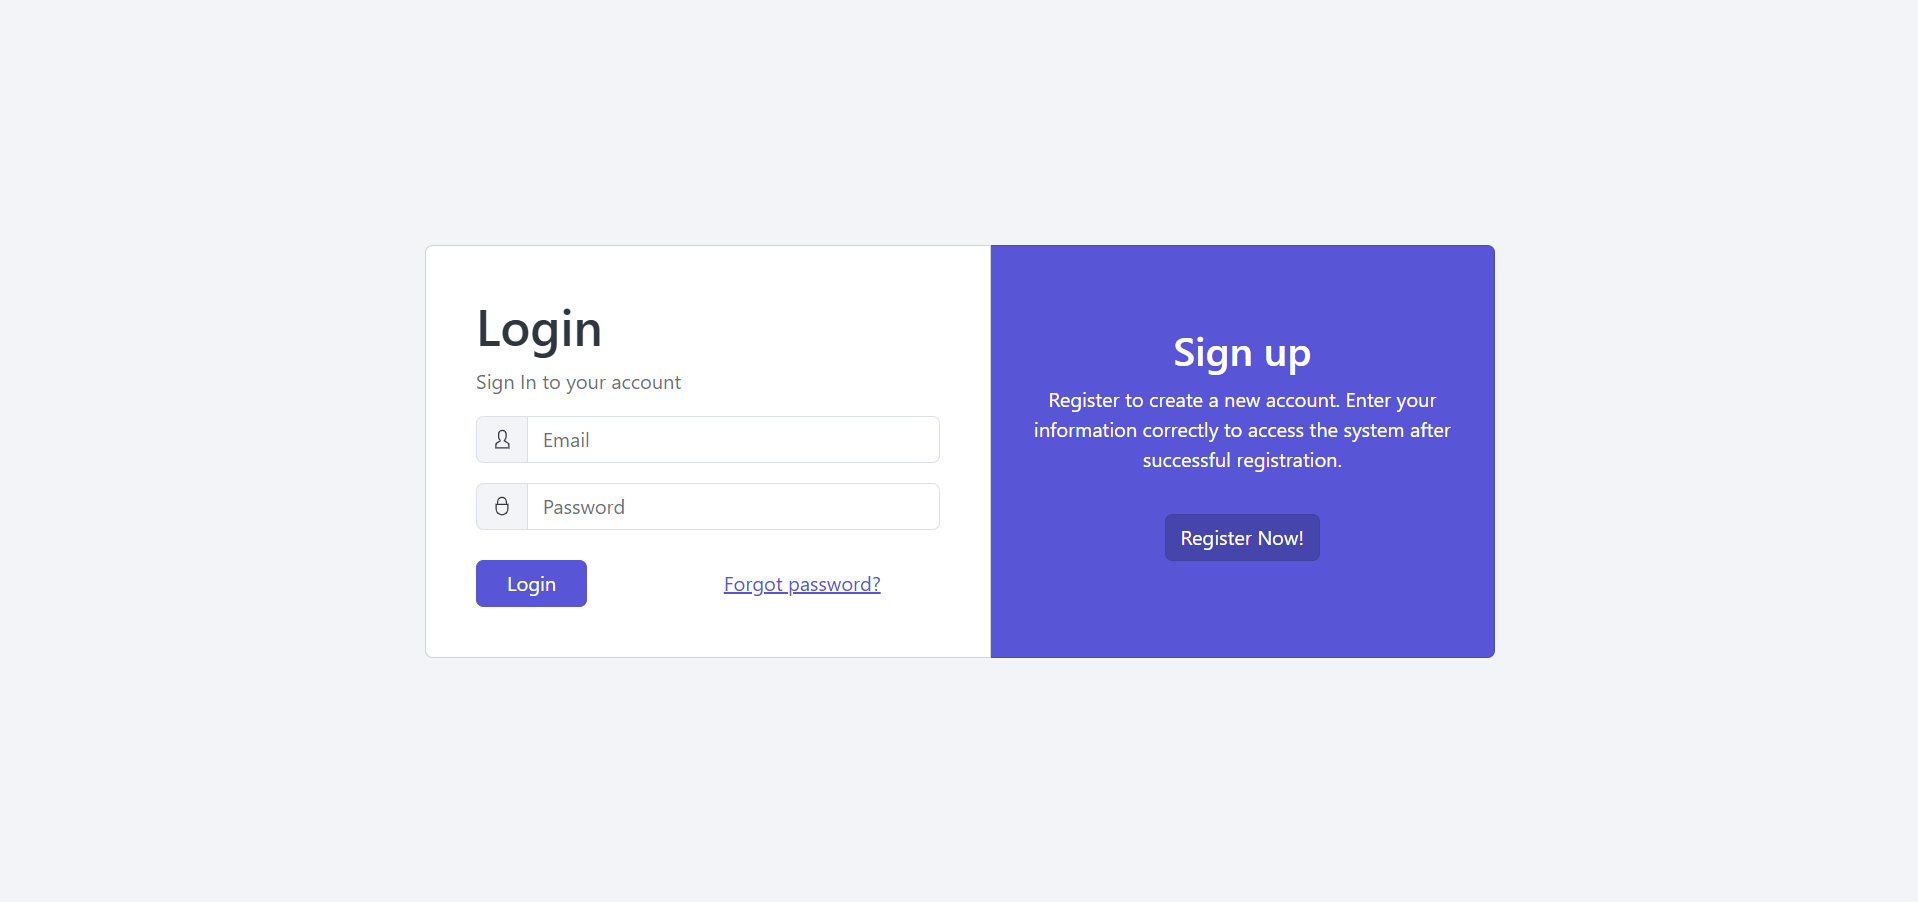 Login
Sign In to your account
Email
Password
Login
Forgot password?
Sign up
Register to create a new account. Enter your
information correctly to access the system after
successful registration.
Register Now!